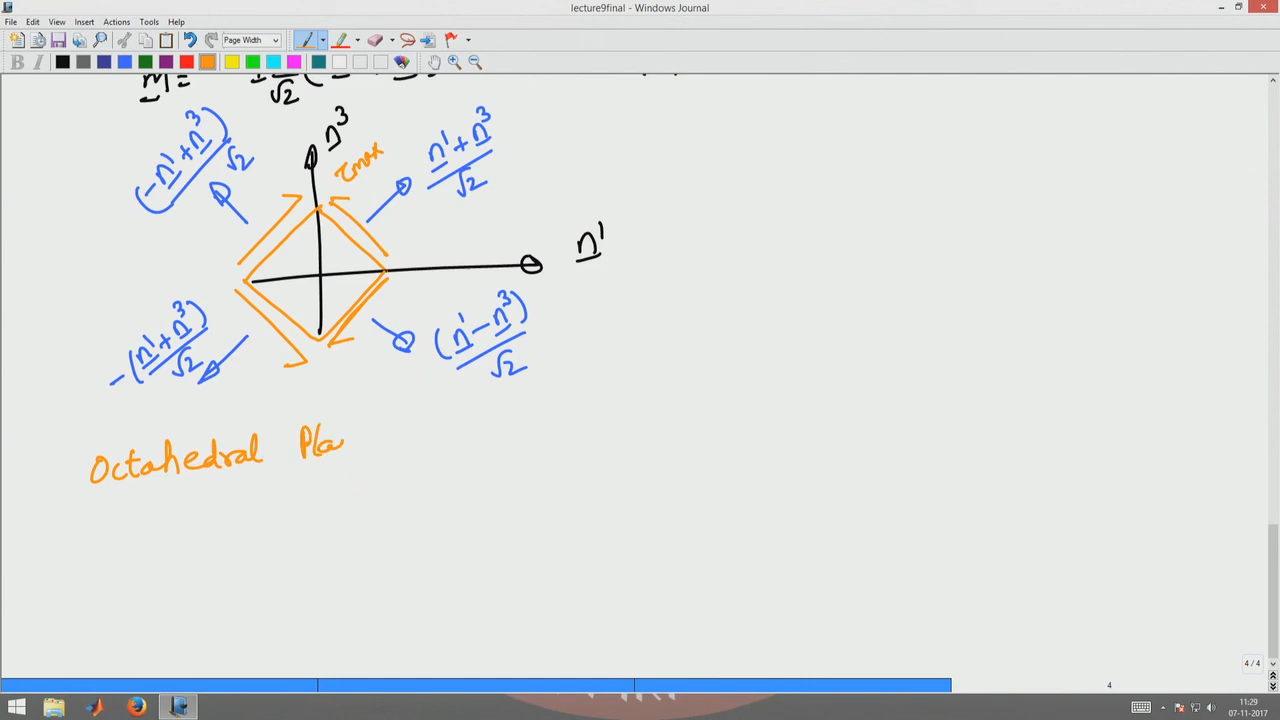 lecture9final - Windows Journal
File Edit View Insert Actions Tools Help
Page Width
B I
m =
√2
n³
τmax
(-n¹+n³)
√2
n¹+n³
√2
n¹
-(n¹+n³)
√2
(n¹-n³)
√2
Octahedral Pla
4/4
4
11:29
07-11-2017